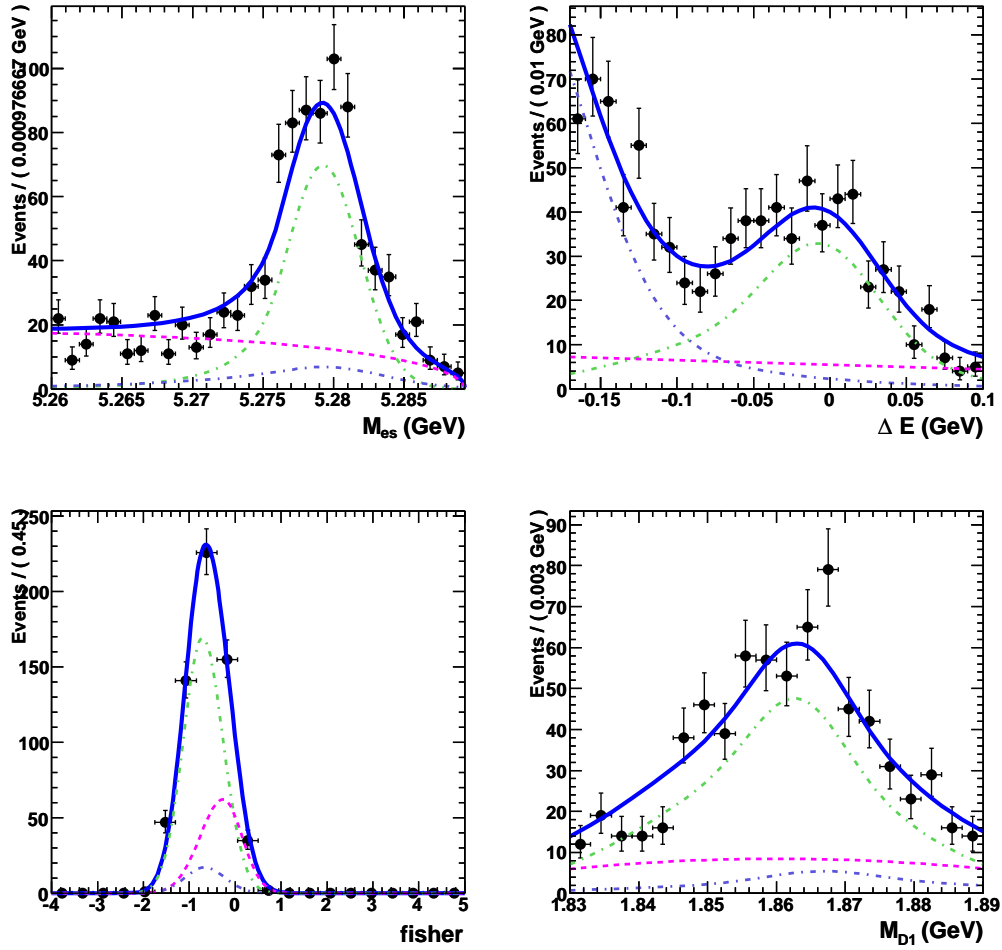 Events / ( 0.000976667 GeV )
100
80
60
40
20
0
5.26 5.265 5.27 5.275 5.28 5.285
M_es (GeV)
Events / ( 0.01 GeV )
80
70
60
50
40
30
20
10
0
-0.15 -0.1 -0.05 0 0.05 0.1
Δ E (GeV)
Events / ( 0.45 )
250
200
150
100
50
0
-4 -3 -2 -1 0 1 2 3 4 5
fisher
Events / ( 0.003 GeV )
90
80
70
60
50
40
30
20
10
0
1.83 1.84 1.85 1.86 1.87 1.88 1.89
M_D1 (GeV)